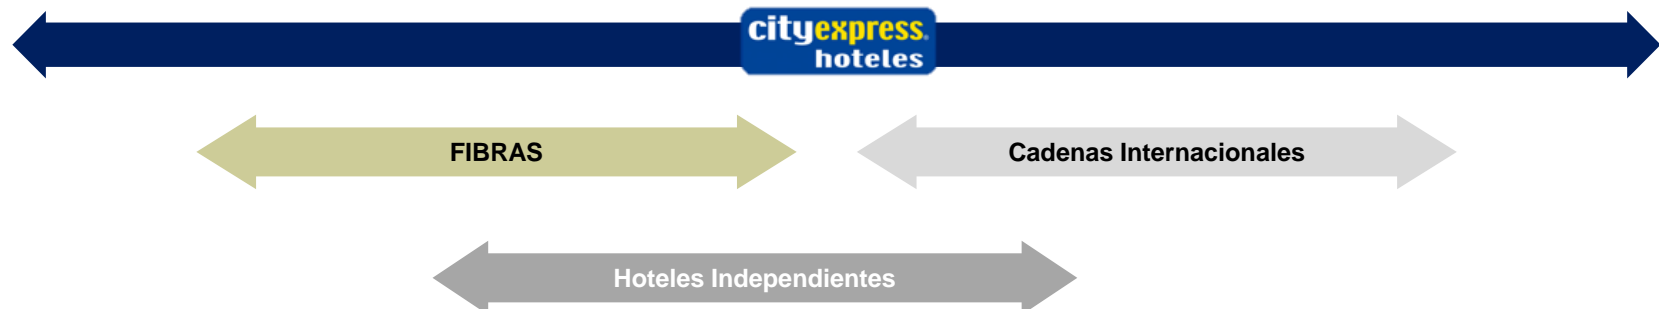 cityexpress.
hoteles
FIBRAS
Cadenas Internacionales
Hoteles Independientes